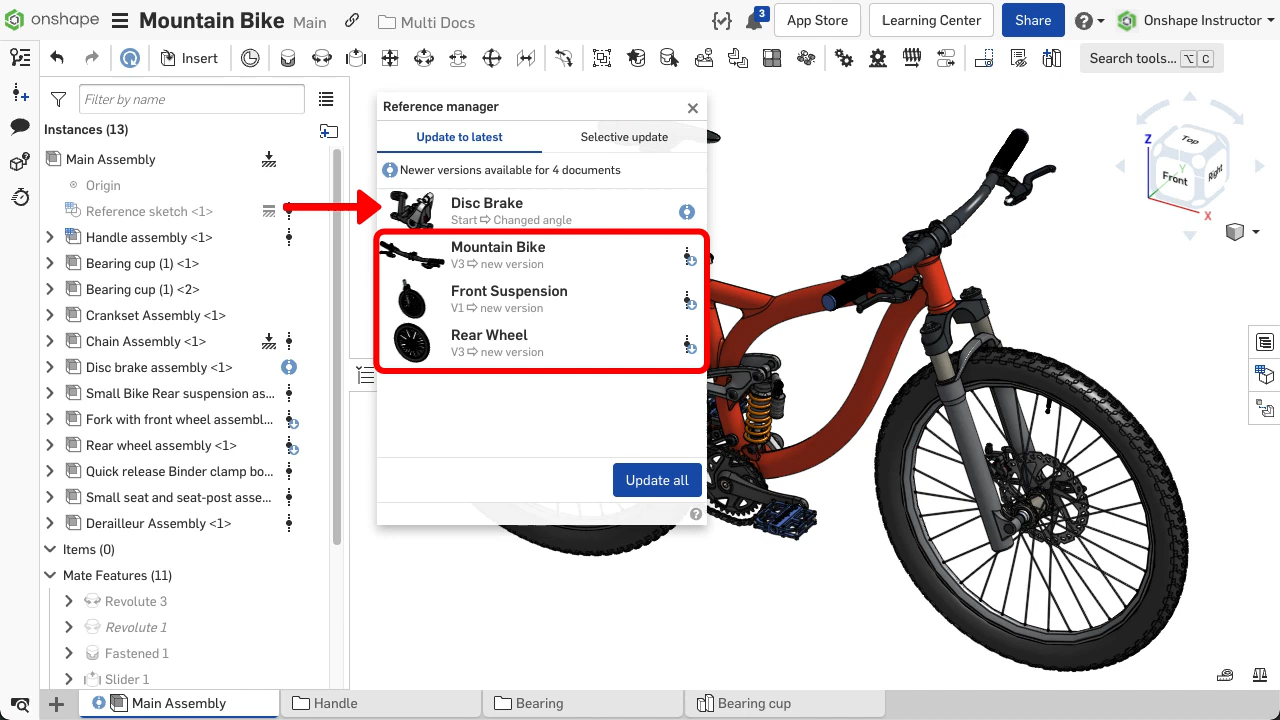 onshape Mountain Bike Main Multi Docs 3 App Store Learning Center Share Onshape Instructor
Insert Search tools... ⌥ C
Filter by name
Instances (13)
Main Assembly
Origin
Reference sketch <1>
Handle assembly <1>
Bearing cup (1) <1>
Bearing cup (1) <2>
Crankset Assembly <1>
Chain Assembly <1>
Disc brake assembly <1>
Small Bike Rear suspension as...
Fork with front wheel assembl...
Rear wheel assembly <1>
Quick release Binder clamp bo...
Small seat and seat-post asse...
Derailleur Assembly <1>
Items (0)
Mate Features (11)
Revolute 3
Revolute 1
Fastened 1
Slider 1
Reference manager
Update to latest Selective update
Newer versions available for 4 documents
Disc Brake
Start ⇨ Changed angle
Mountain Bike
V3 ⇨ new version
Front Suspension
V1 ⇨ new version
Rear Wheel
V3 ⇨ new version
Update all
Z
Top
Y
Front
Right
X
Main Assembly Handle Bearing Bearing cup